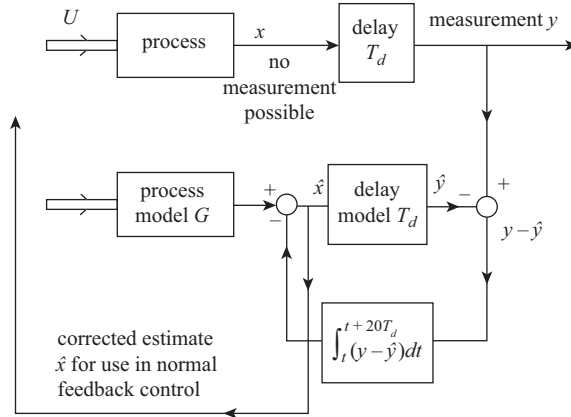 U
process
x
no
measurement
possible
delay
T_d
measurement y
process
model G
+
−
x̂
delay
model T_d
ŷ
−
+
y – ŷ
∫_t^{t + 20T_d} (y – ŷ)dt
corrected estimate
x̂ for use in normal
feedback control